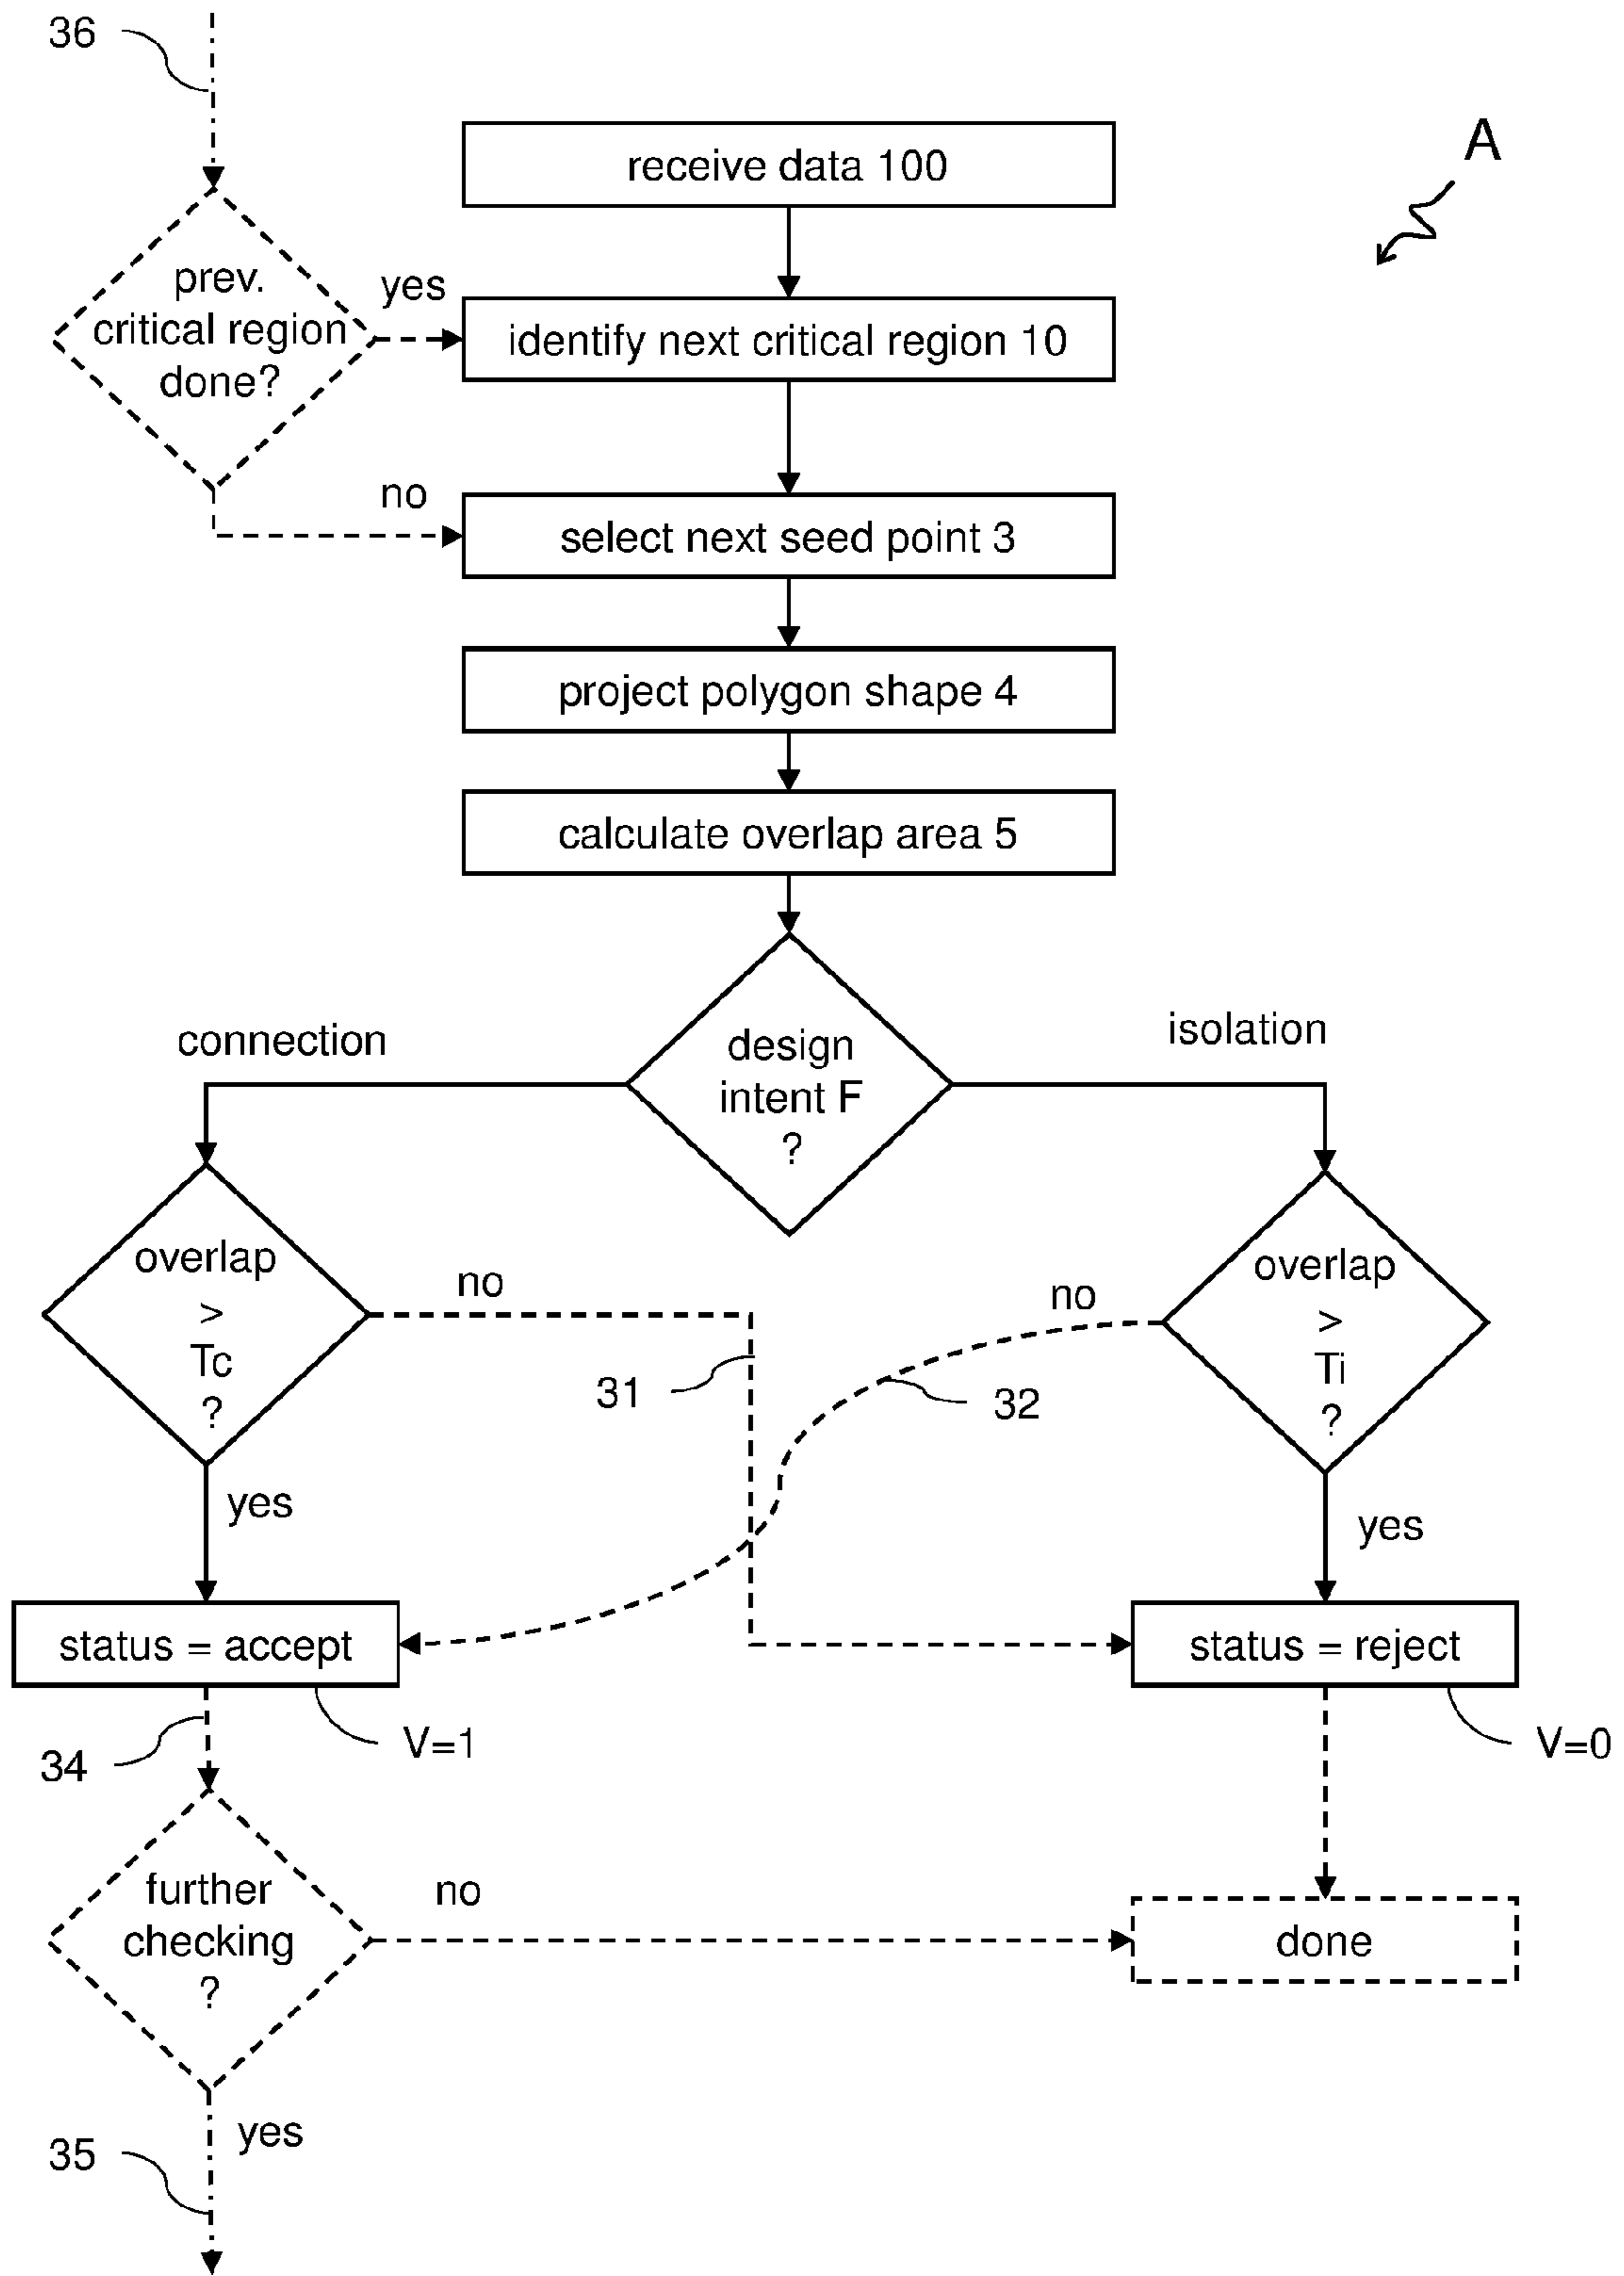 36
A
receive data 100
prev.
critical region
done?
yes
identify next critical region 10
no
select next seed point 3
project polygon shape 4
calculate overlap area 5
connection
design
intent F
?
isolation
overlap
>
Tc
?
no
31
no
32
overlap
>
Ti
?
yes
yes
status = accept
status = reject
34
V=1
V=0
further
checking
?
no
done
35
yes